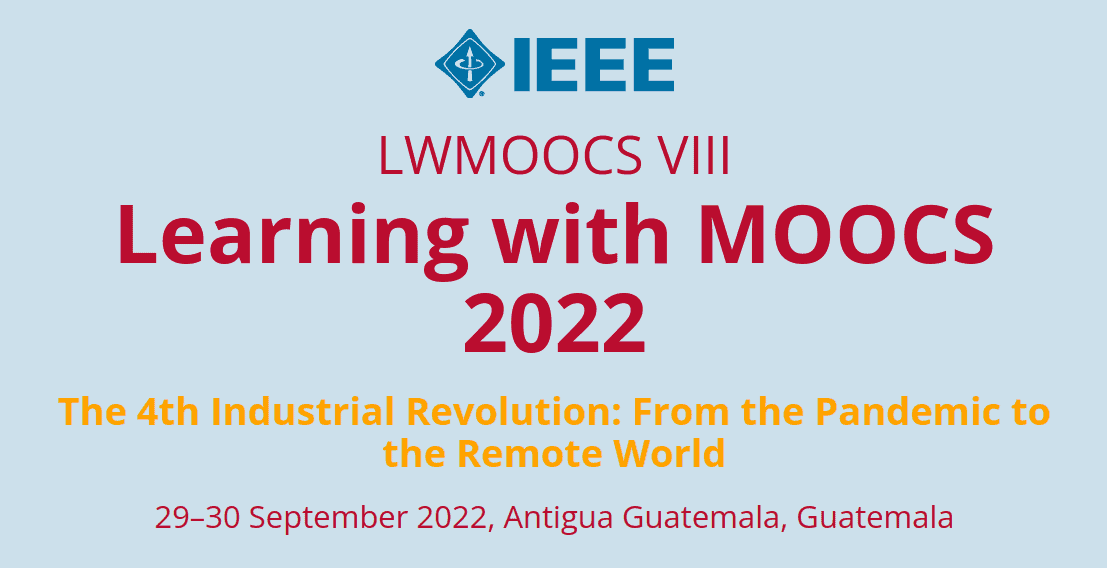 IEEE
LWMOOCS VIII
Learning with MOOCS
2022
The 4th Industrial Revolution: From the Pandemic to
the Remote World
29–30 September 2022, Antigua Guatemala, Guatemala